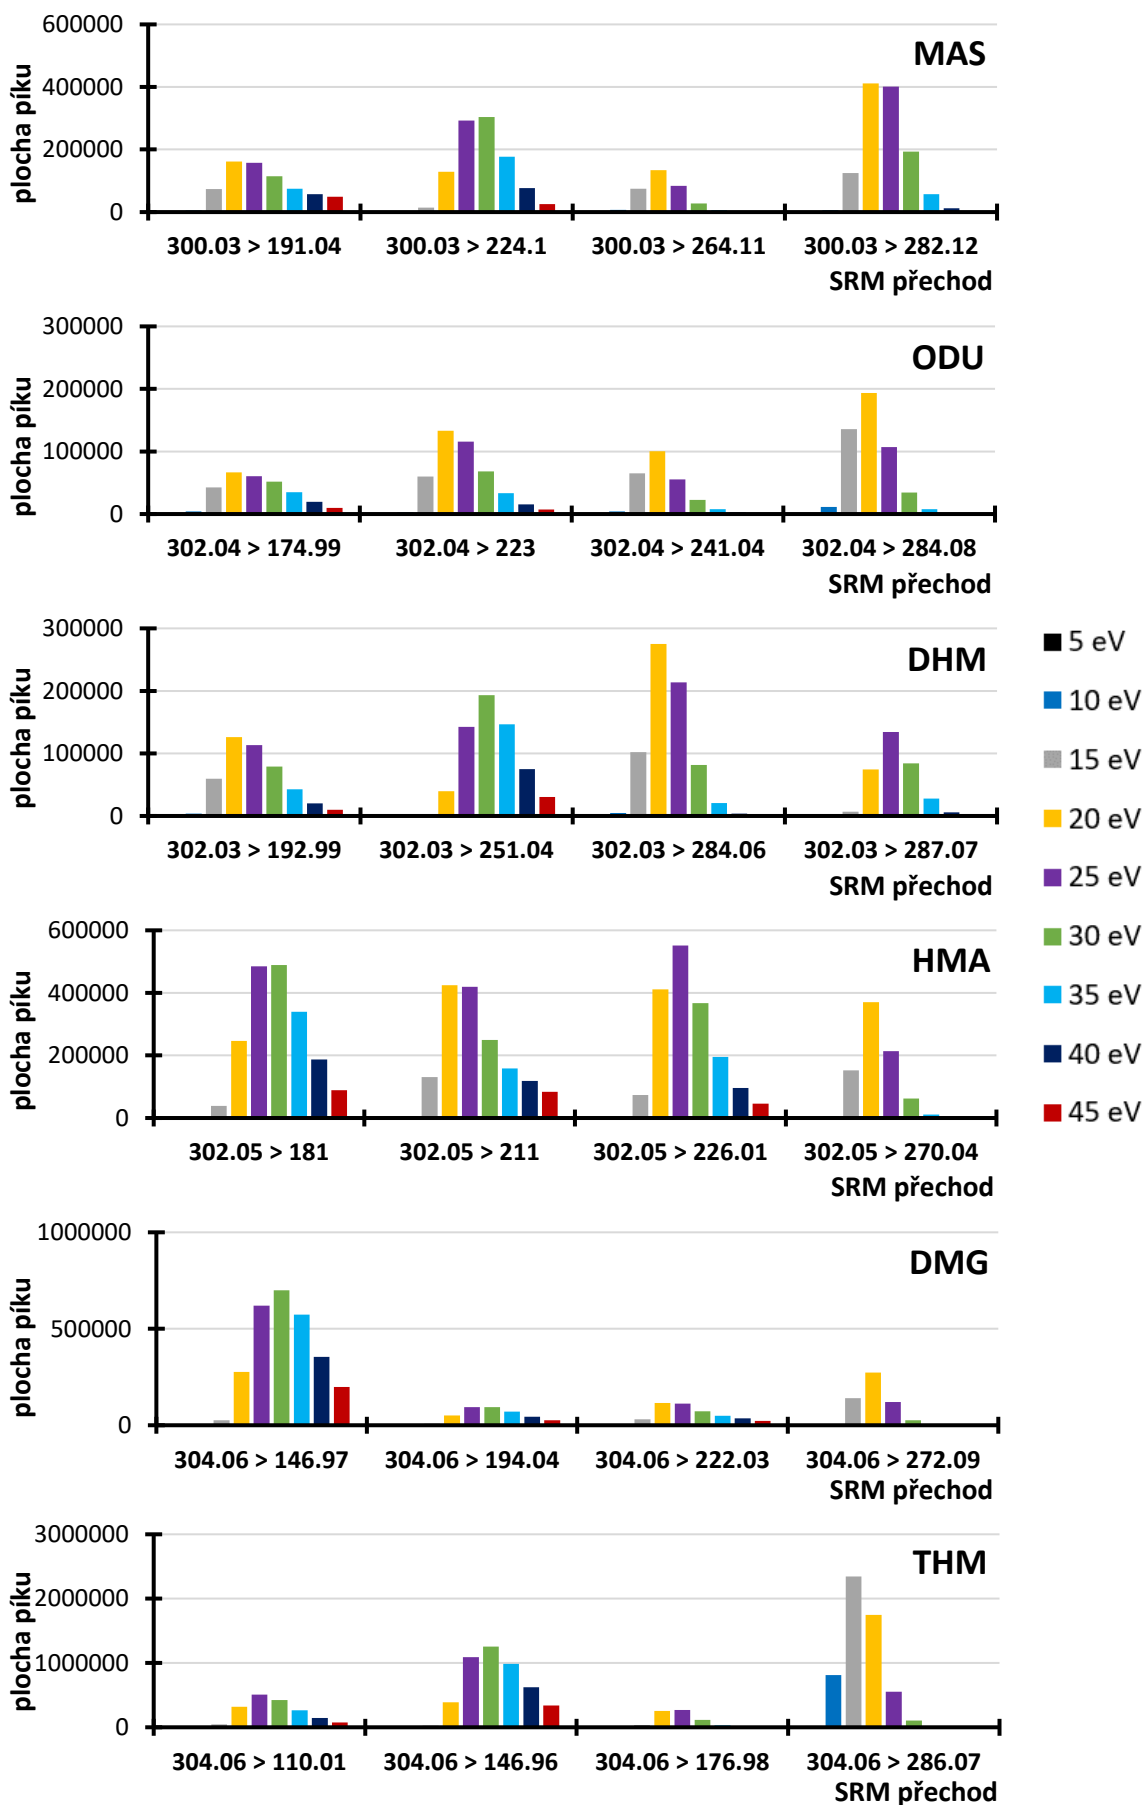 MAS
plocha píku
600000
400000
200000
0
300.03 > 191.04 300.03 > 224.1 300.03 > 264.11 300.03 > 282.12
SRM přechod
ODU
plocha píku
300000
200000
100000
0
302.04 > 174.99 302.04 > 223 302.04 > 241.04 302.04 > 284.08
SRM přechod
DHM
plocha píku
300000
200000
100000
0
302.03 > 192.99 302.03 > 251.04 302.03 > 284.06 302.03 > 287.07
SRM přechod
5 eV
10 eV
15 eV
20 eV
25 eV
30 eV
35 eV
40 eV
45 eV
HMA
plocha píku
600000
400000
200000
0
302.05 > 181 302.05 > 211 302.05 > 226.01 302.05 > 270.04
SRM přechod
DMG
plocha píku
1000000
500000
0
304.06 > 146.97 304.06 > 194.04 304.06 > 222.03 304.06 > 272.09
SRM přechod
THM
plocha píku
3000000
2000000
1000000
0
304.06 > 110.01 304.06 > 146.96 304.06 > 176.98 304.06 > 286.07
SRM přechod